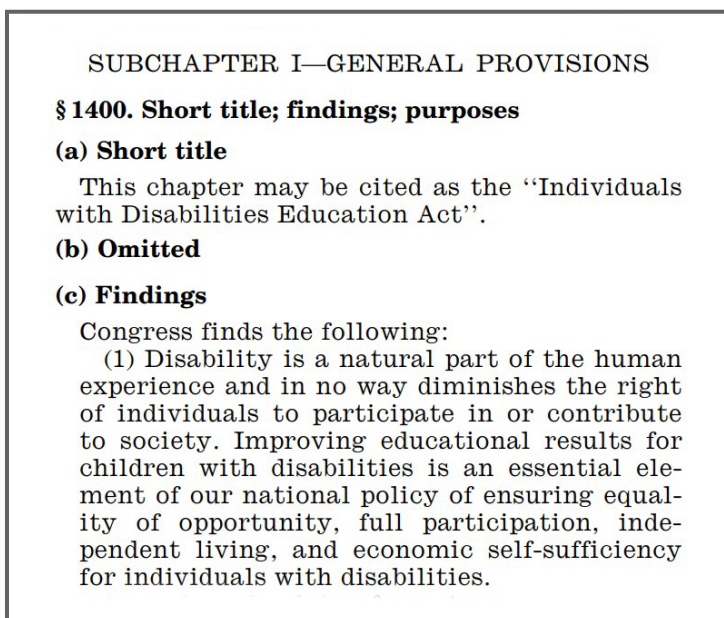 SUBCHAPTER I—GENERAL PROVISIONS
§ 1400. Short title; findings; purposes
(a) Short title
This chapter may be cited as the ‘‘Individuals
with Disabilities Education Act’’.
(b) Omitted
(c) Findings
Congress finds the following:
(1) Disability is a natural part of the human
experience and in no way diminishes the right
of individuals to participate in or contribute
to society. Improving educational results for
children with disabilities is an essential ele-
ment of our national policy of ensuring equal-
ity of opportunity, full participation, inde-
pendent living, and economic self-sufficiency
for individuals with disabilities.